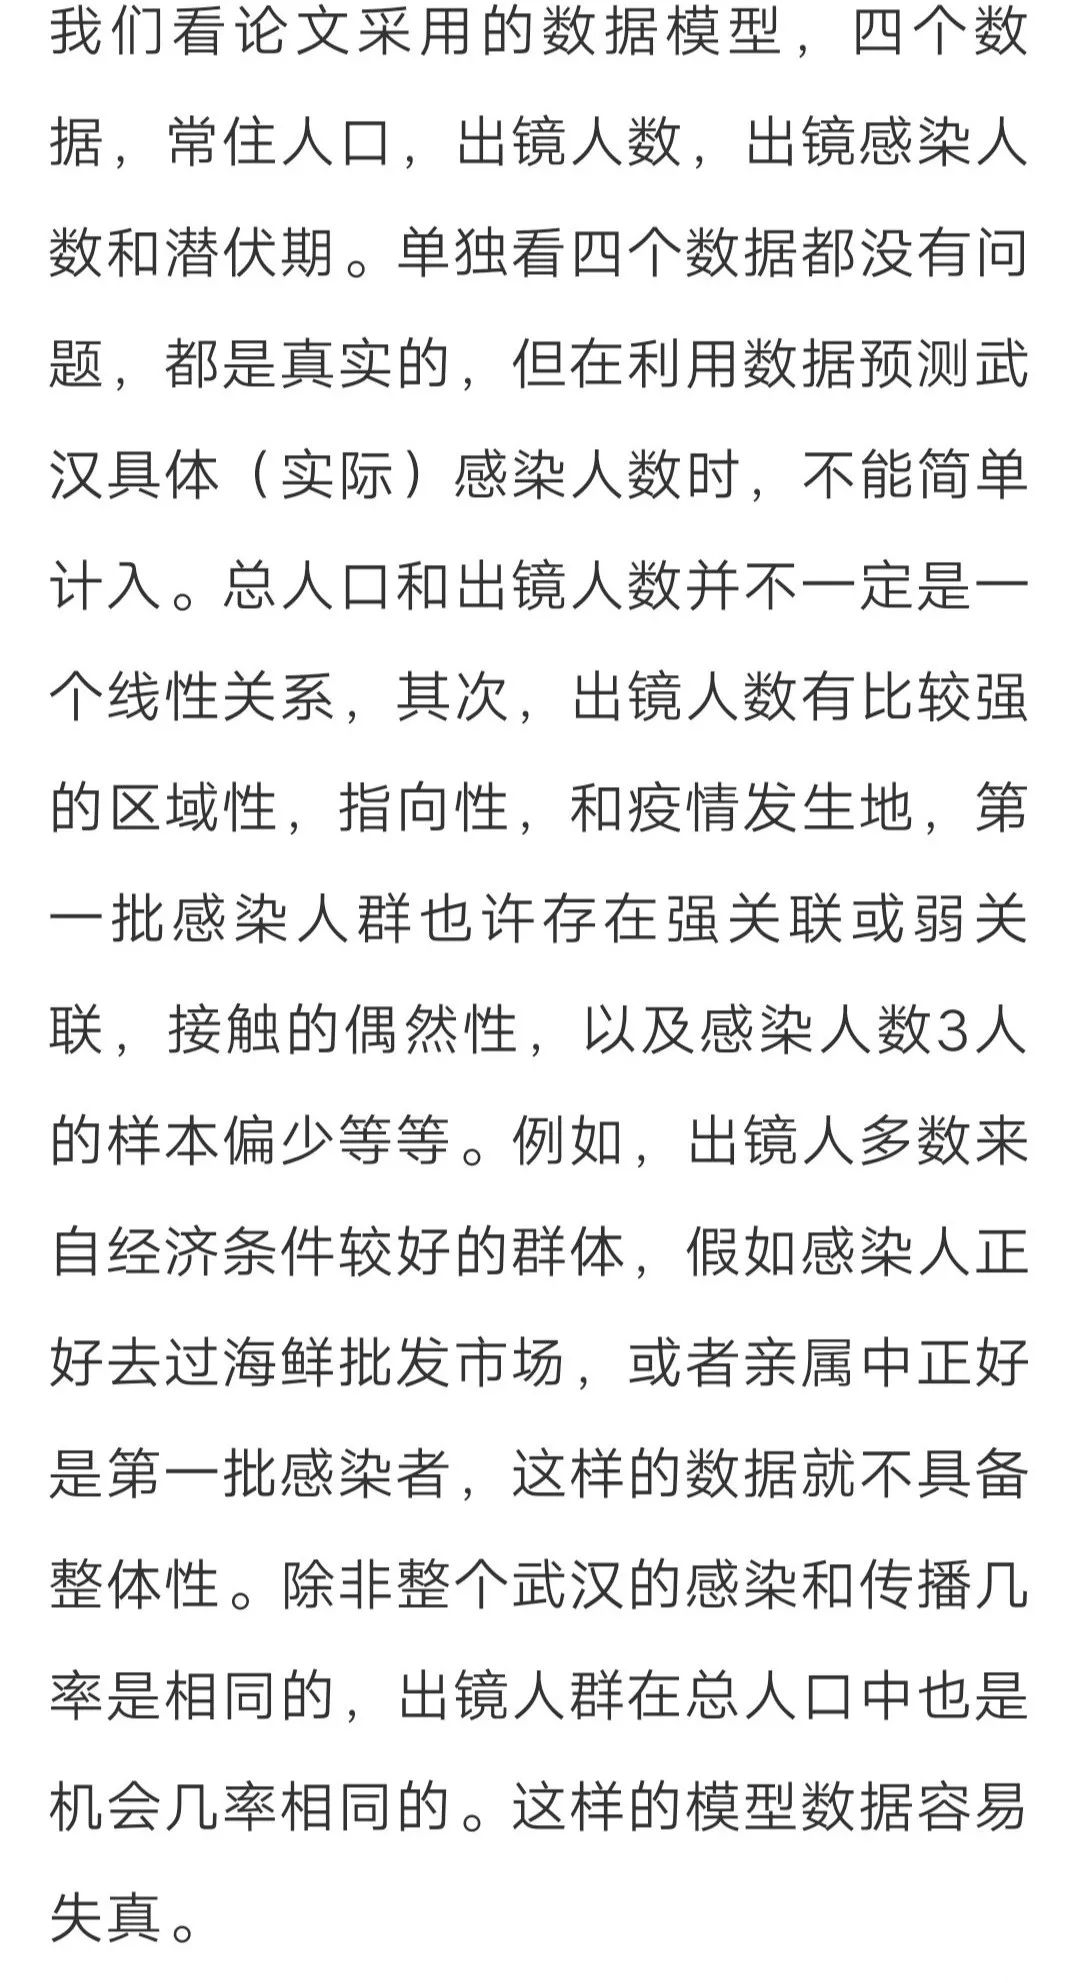 我们看论文采用的数据模型，四个数
据，常住人口，出镜人数，出镜感染人
数和潜伏期。单独看四个数据都没有问
题，都是真实的，但在利用数据预测武
汉具体（实际）感染人数时，不能简单
计入。总人口和出镜人数并不一定是一
个线性关系，其次，出镜人数有比较强
的区域性，指向性，和疫情发生地，第
一批感染人群也许存在强关联或弱关
联，接触的偶然性，以及感染人数3人
的样本偏少等等。例如，出镜人多数来
自经济条件较好的群体，假如感染人正
好去过海鲜批发市场，或者亲属中正好
是第一批感染者，这样的数据就不具备
整体性。除非整个武汉的感染和传播几
率是相同的，出镜人群在总人口中也是
机会几率相同的。这样的模型数据容易
失真。